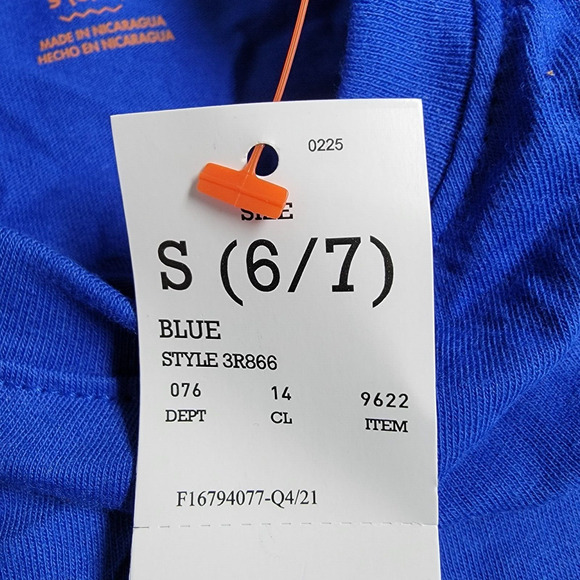 MADE IN NICARAGUA
HECHO EN NICARAGUA
0225
SIZE
S (6/7)
BLUE
STYLE 3R866
076 14 9622
DEPT CL ITEM
F16794077-Q4/21